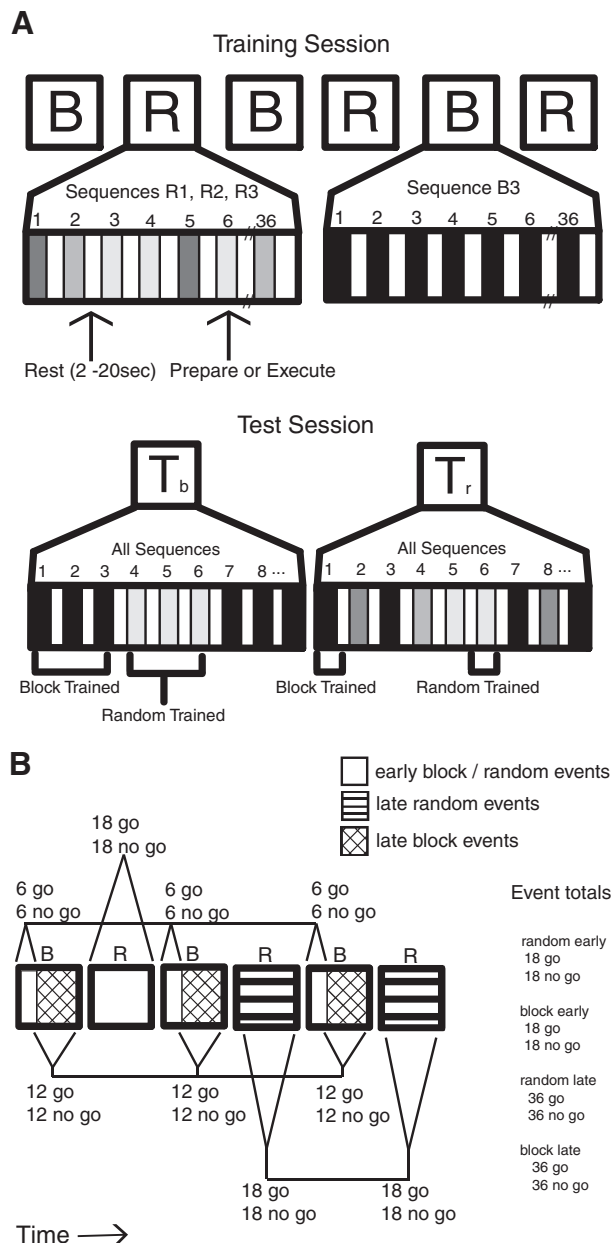 A
Training Session
B R B R B R
Sequences R1, R2, R3
1 2 3 4 5 6 36
Sequence B3
1 2 3 4 5 6 36
Rest (2 -20sec)
Prepare or Execute
Test Session
Tb
Tr
All Sequences
1 2 3 4 5 6 7 8 ...
All Sequences
1 2 3 4 5 6 7 8 ...
Block Trained
Random Trained
Block Trained
Random Trained
B
early block / random events
late random events
late block events
18 go
18 no go
6 go
6 no go
6 go
6 no go
6 go
6 no go
B R B R B R
12 go
12 no go
12 go
12 no go
12 go
12 no go
18 go
18 no go
18 go
18 no go
Time
Event totals
random early
18 go
18 no go
block early
18 go
18 no go
random late
36 go
36 no go
block late
36 go
36 no go